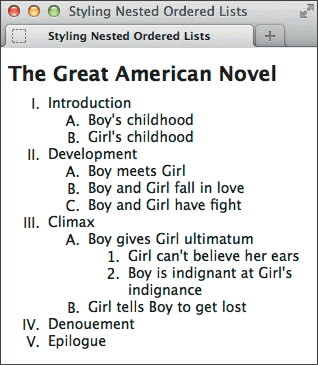 Styling Nested Ordered Lists
Styling Nested Ordered Lists
The Great American Novel
I. Introduction
A. Boy's childhood
B. Girl's childhood
II. Development
A. Boy meets Girl
B. Boy and Girl fall in love
C. Boy and Girl have fight
III. Climax
A. Boy gives Girl ultimatum
1. Girl can't believe her ears
2. Boy is indignant at Girl's
indignance
B. Girl tells Boy to get lost
IV. Denouement
V. Epilogue